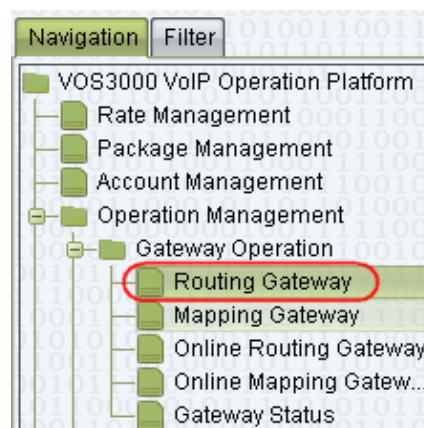 Navigation Filter
VOS3000 VoIP Operation Platform
Rate Management
Package Management
Account Management
Operation Management
Gateway Operation
Routing Gateway
Mapping Gateway
Online Routing Gateway
Online Mapping Gatew...
Gateway Status